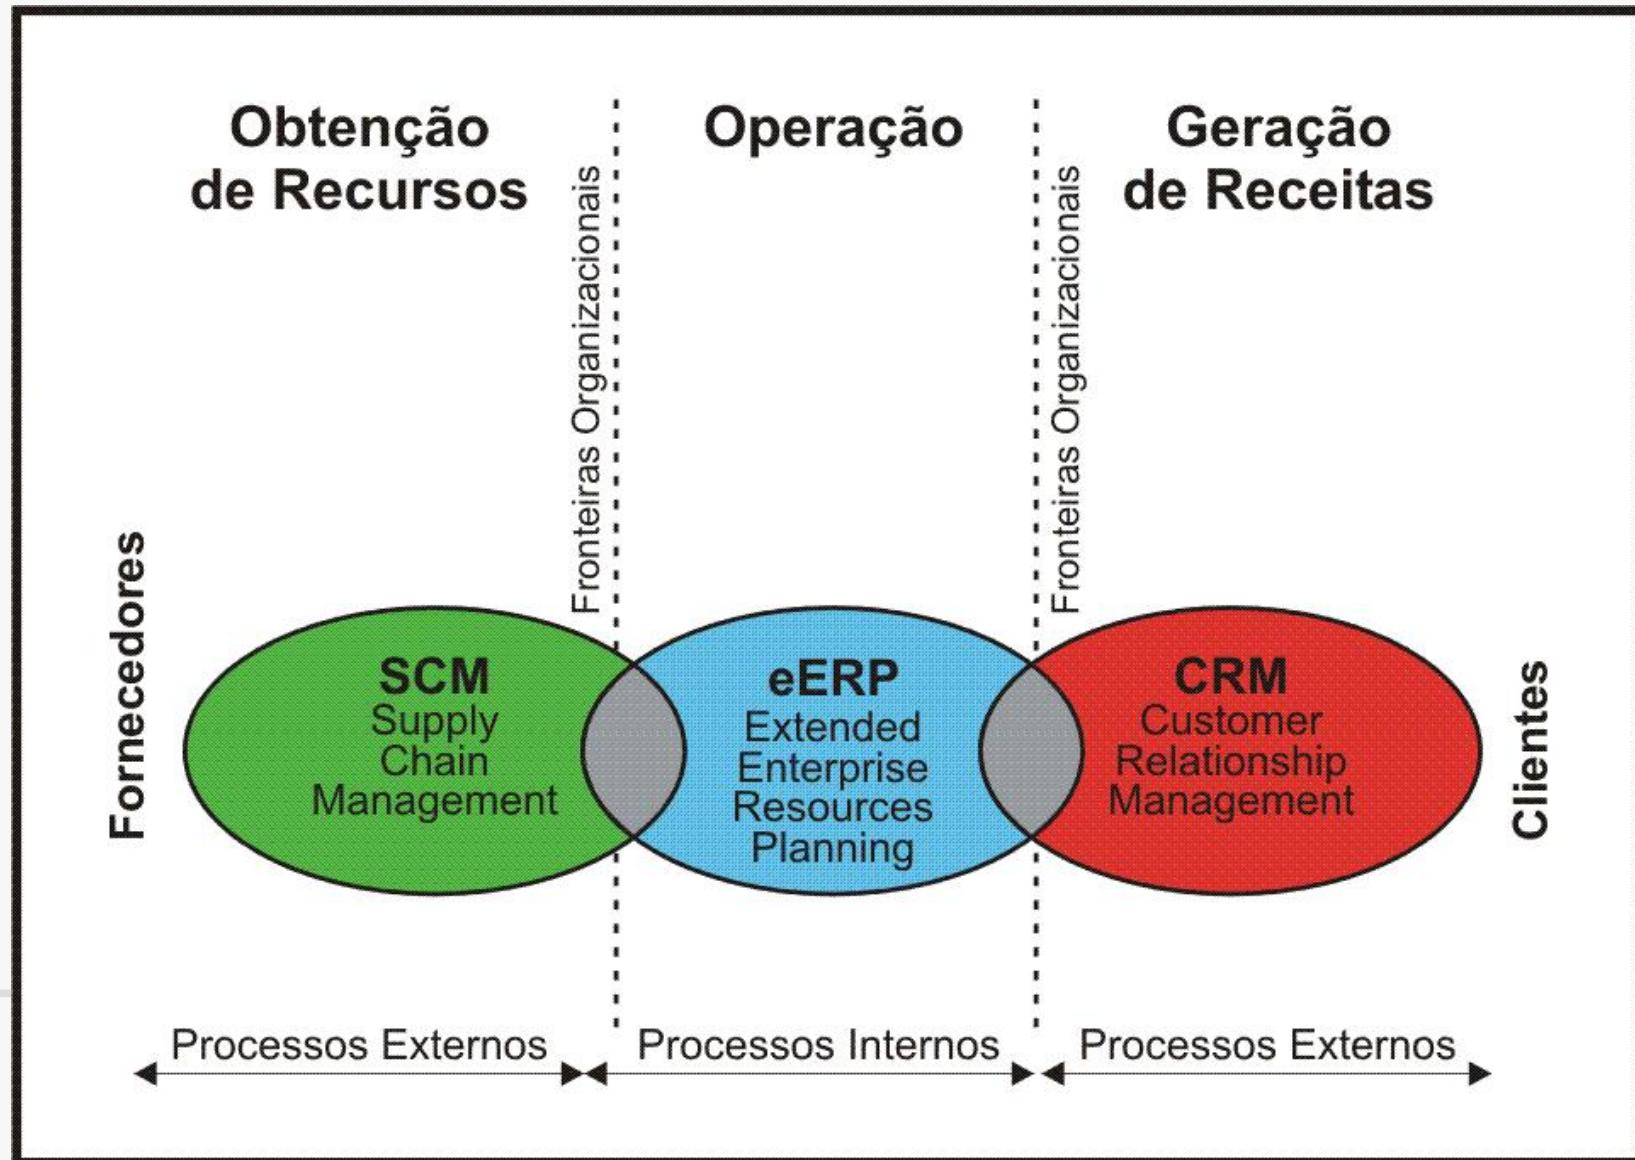 Obtenção
de Recursos
Operação
Geração
de Receitas
Fronteiras Organizacionais
Fronteiras Organizacionais
Fornecedores
SCM
Supply
Chain
Management
eERP
Extended
Enterprise
Resources
Planning
CRM
Customer
Relationship
Management
Clientes
Processos Externos
Processos Internos
Processos Externos